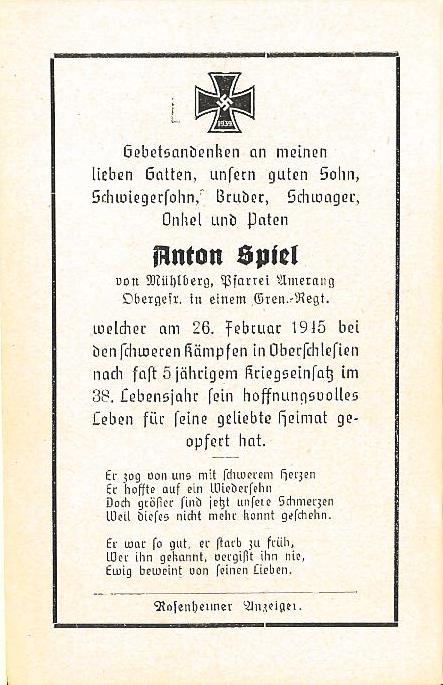 1939
Gebetsandenken an meinen
lieben Gatten, unsern guten Sohn,
Schwiegersohn, Bruder, Schwager,
Onkel und Paten
Anton Spiel
von Mühlberg, Pfarrei Amerang
Obergefr. in einem Gren.-Regt.
welcher am 26. Februar 1945 bei
den schweren Kämpfen in Oberschlesien
nach fast 5 jährigem Kriegseinsatz im
38. Lebensjahr sein hoffnungsvolles
Leben für seine geliebte Heimat ge-
opfert hat.
Er zog von uns mit schwerem Herzen
Er hoffte auf ein Wiedersehn
Doch größer sind jetzt unsere Schmerzen
Weil dieses nicht mehr konnt geschehn.
Er war so gut, er starb zu früh,
Wer ihn gekannt, vergißt ihn nie,
Ewig beweint von seinen Lieben.
Rosenheimer Anzeiger.